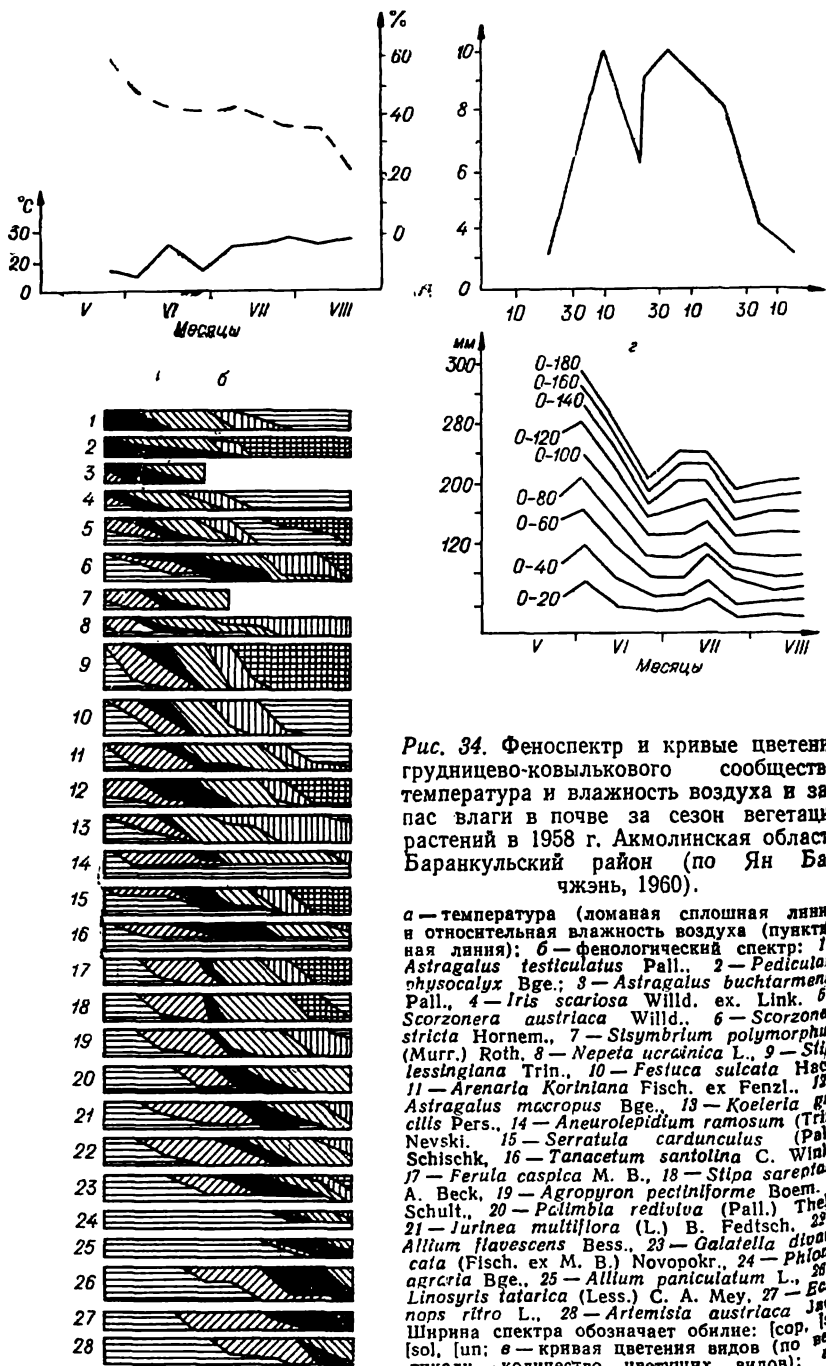 %
60
40
20
0
°C
30
20
0
V VI VII VIII
Месяцы
10
8
6
4
0
10 30 10 30 10 30 10
г
мм
300
280
200
120
0-180
0-160
0-140
0-120
0-100
0-80
0-60
0-40
0-20
V VI VII VIII
Месяцы
б
1
2
3
4
5
6
7
8
9
10
11
12
13
14
15
16
17
18
19
20
21
22
23
24
25
26
27
28
Рис. 34. Феноспектр и кривые цветени
грудницево-ковылькового сообществ
температура и влажность воздуха и за
пас влаги в почве за сезон вегетаци
растений в 1958 г. Акмолинская област
Баранкульский район (по Ян Ба
чжэнь, 1960).
а — температура (ломаная сплошная лини
и относительная влажность воздуха (пункти
ная линия); б — фенологический спектр: 1
Astragalus testiculatus Pall., 2 — Pedicula
physocalyx Bge.; 3 — Astragalus buchtarmen
Pall., 4 — Iris scariosa Willd. ex. Link.
Scorzonera austriaca Willd., 6 — Scorzone
stricta Hornem., 7 — Sisymbrium polymorphu
(Murr.) Roth, 8 — Nepeta ucrainica L., 9 — Sti
lessingiana Trin., 10 — Festuca sulcata Hac
11 — Arenaria Koriniana Fisch. ex Fenzl., 12
Astragalus macropus Bge., 13 — Koeleria g
cilis Pers., 14 — Aneurolepidium ramosum (Tri
Nevski. 15 — Serratula cardunculus (Pal
Schischk, 16 — Tanacetum santolina C. Win
17 — Ferula caspica M. B., 18 — Stipa sarepta
A. Beck, 19 — Agropyron pectiniforme Boem.
Schult., 20 — Palimbia rediviva (Pall.) The
21 — Jurinea multiflora (L.) B. Fedtsch. 22
Allium flavescens Bess., 23 — Galatella diva
cata (Fisch. ex M. B.) Novopokr., 24 — Phlo
agraria Bge., 25 — Allium paniculatum L., 26
Linosyris tatarica (Less.) C. A. Mey, 27 — Ec
nops ritro L., 28 — Artemisia austriaca Ja
Ширина спектра обозначает обилие: [cop,
[sol, [un; в — кривая цветения видов (по ве
количество цветущих видов);